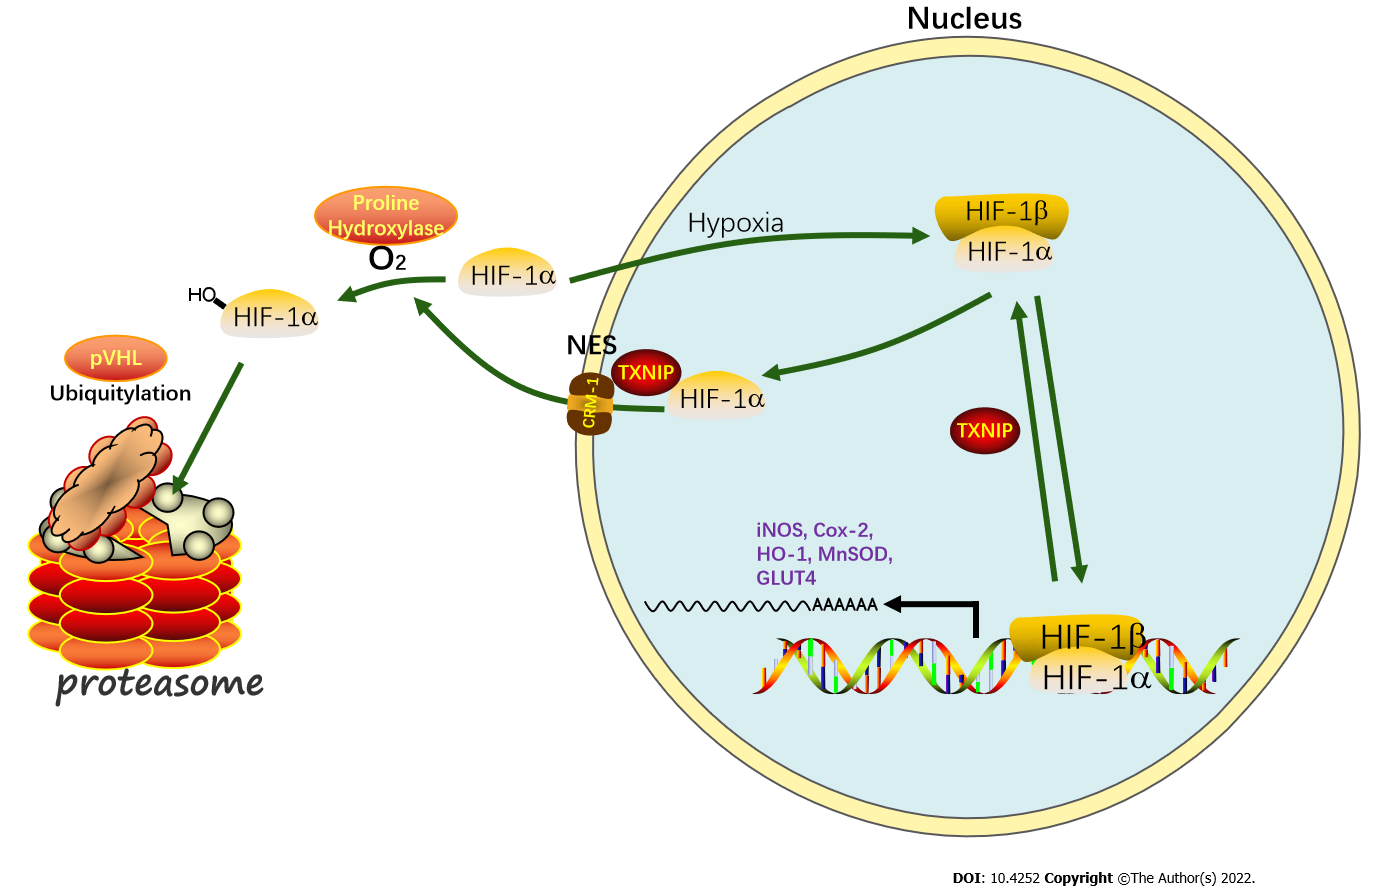 Nucleus
Proline
Hydroxylase
O₂
HIF-1α
Hypoxia
HIF-1β
HIF-1α
HO
HIF-1α
pVHL
Ubiquitylation
NES
TXNIP
HIF-1α
CRM-1
TXNIP
iNOS, Cox-2,
HO-1, MnSOD,
GLUT4
AAAAAA
HIF-1β
HIF-1α
proteasome
DOI: 10.4252 Copyright ©The Author(s) 2022.